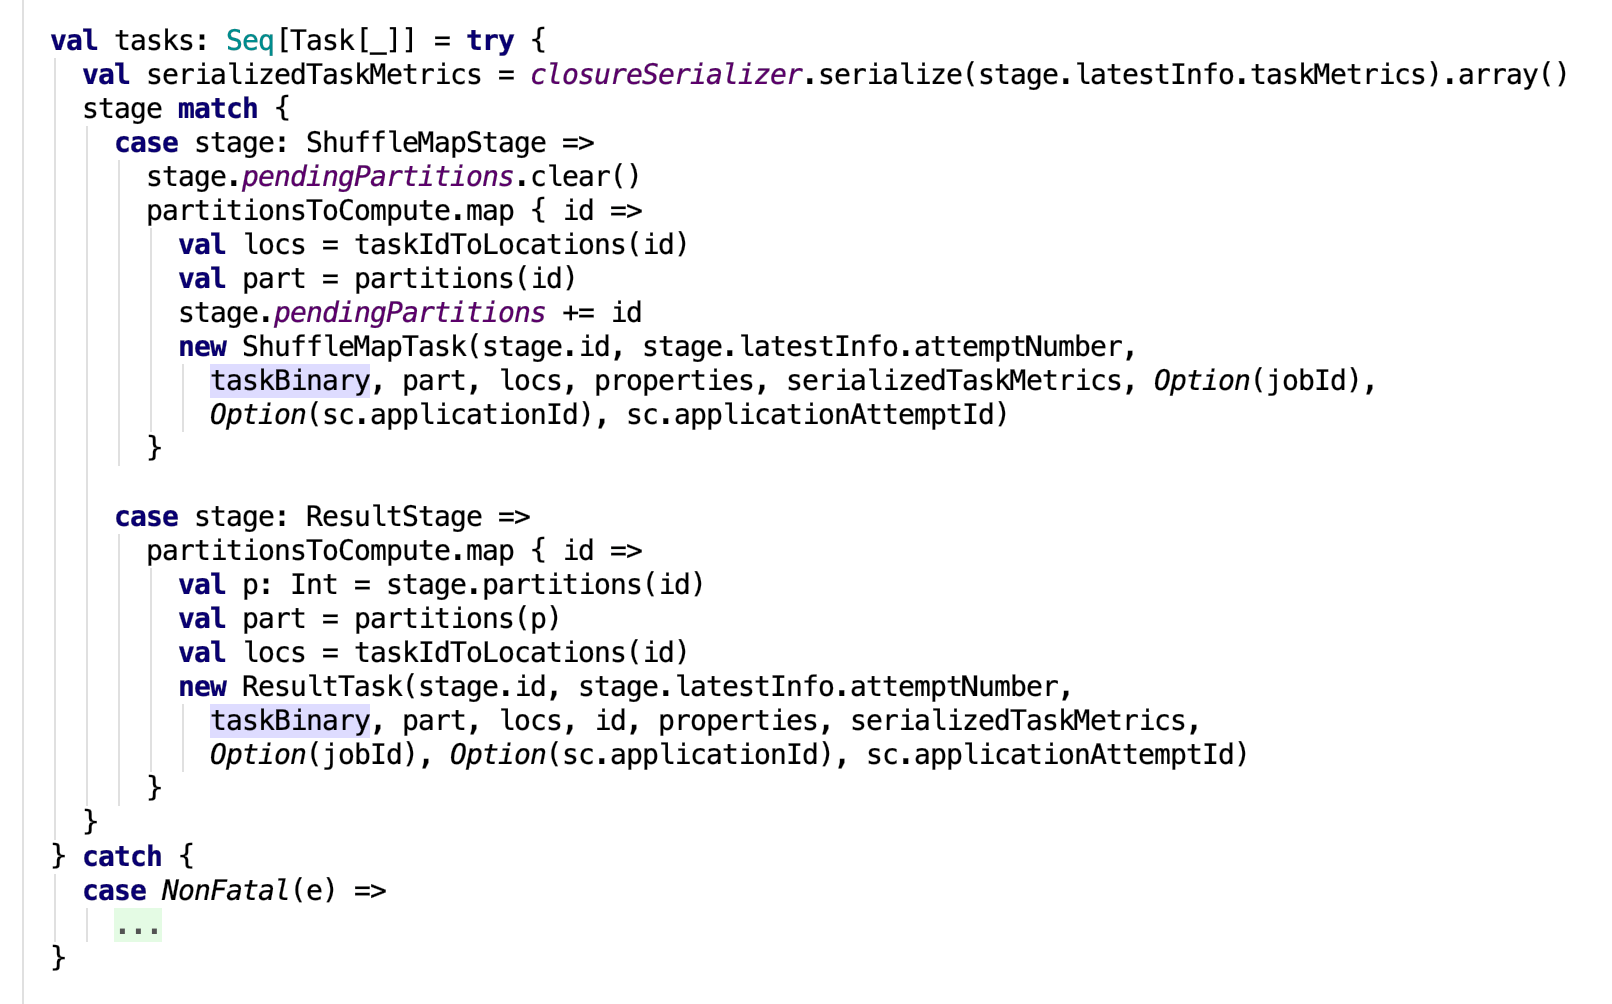 val tasks: Seq[Task[_]] = try {
  val serializedTaskMetrics = closureSerializer.serialize(stage.latestInfo.taskMetrics).array()
  stage match {
    case stage: ShuffleMapStage =>
      stage.pendingPartitions.clear()
      partitionsToCompute.map { id =>
        val locs = taskIdToLocations(id)
        val part = partitions(id)
        stage.pendingPartitions += id
        new ShuffleMapTask(stage.id, stage.latestInfo.attemptNumber,
          taskBinary, part, locs, properties, serializedTaskMetrics, Option(jobId),
          Option(sc.applicationId), sc.applicationAttemptId)
      }

    case stage: ResultStage =>
      partitionsToCompute.map { id =>
        val p: Int = stage.partitions(id)
        val part = partitions(p)
        val locs = taskIdToLocations(id)
        new ResultTask(stage.id, stage.latestInfo.attemptNumber,
          taskBinary, part, locs, id, properties, serializedTaskMetrics,
          Option(jobId), Option(sc.applicationId), sc.applicationAttemptId)
      }
  }
} catch {
  case NonFatal(e) =>
    ...
}